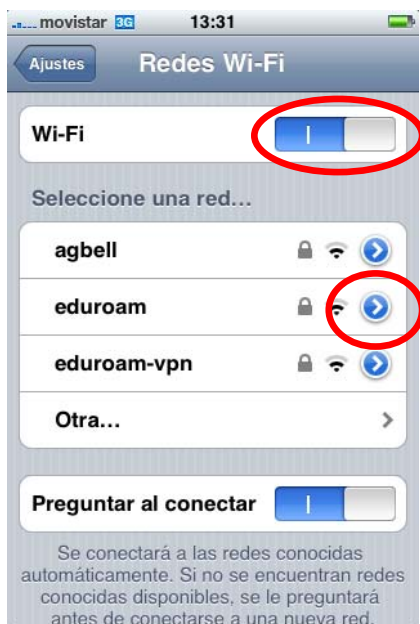 movistar 3G 13:31
Ajustes Redes Wi-Fi
Wi-Fi
Seleccione una red...
agbell
eduroam
eduroam-vpn
Otra...
Preguntar al conectar
Se conectará a las redes conocidas
automáticamente. Si no se encuentran redes
conocidas disponibles, se le preguntará
antes de conectarse a una nueva red.